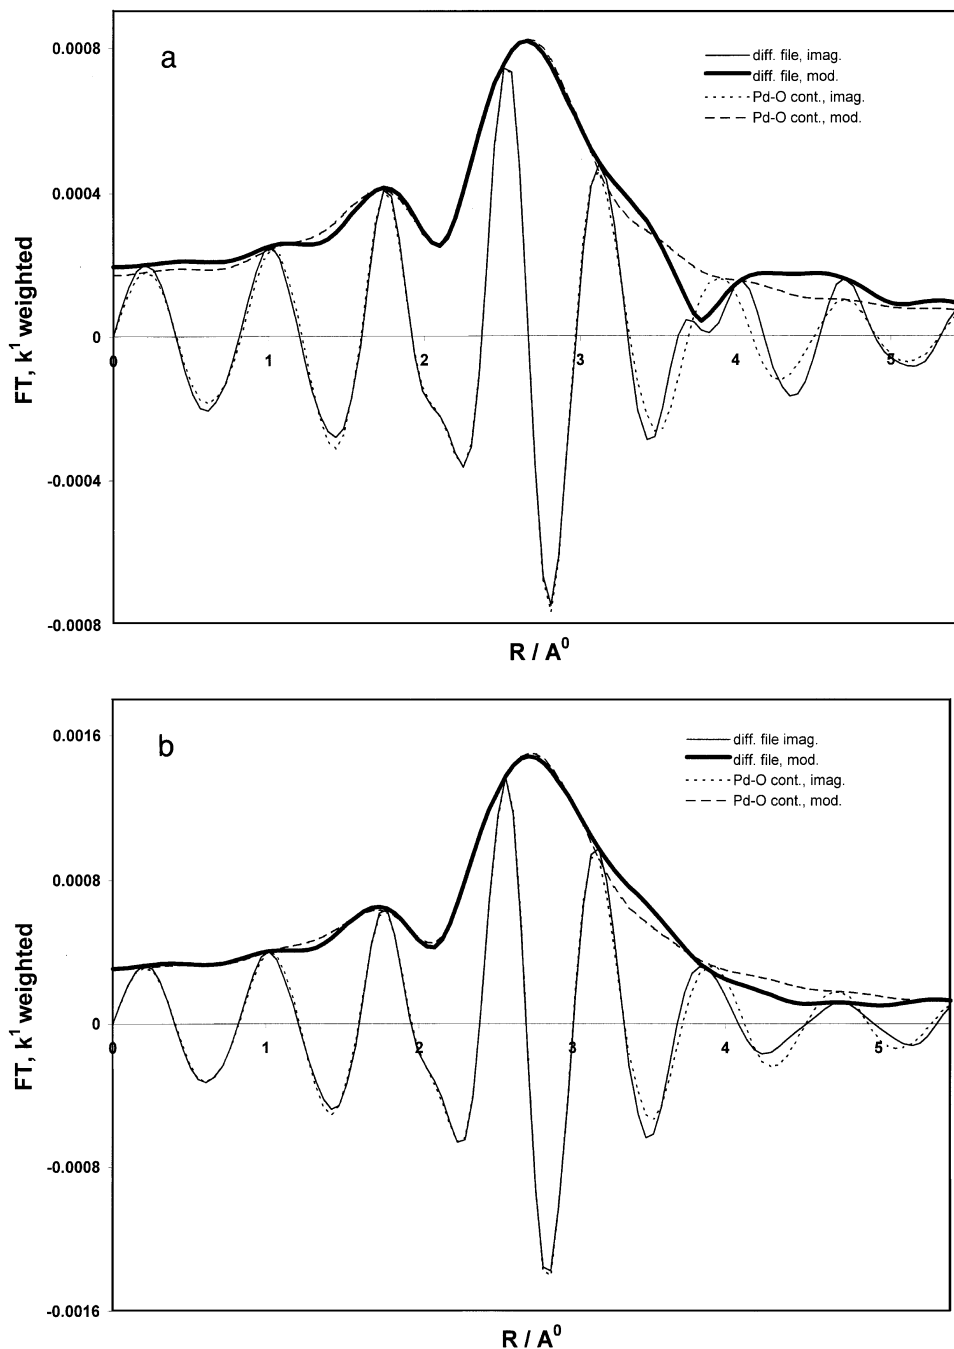 a
0.0008
0.0004
0
-0.0004
-0.0008
FT, k¹ weighted
diff. file, imag.
diff. file, mod.
Pd-O cont., imag.
Pd-O cont., mod.
0 1 2 3 4 5
R / A⁰
b
0.0016
0.0008
0
-0.0008
-0.0016
FT, k¹ weighted
diff. file imag.
diff. file, mod.
Pd-O cont., imag.
Pd-O cont., mod.
0 1 2 3 4 5
R / A⁰